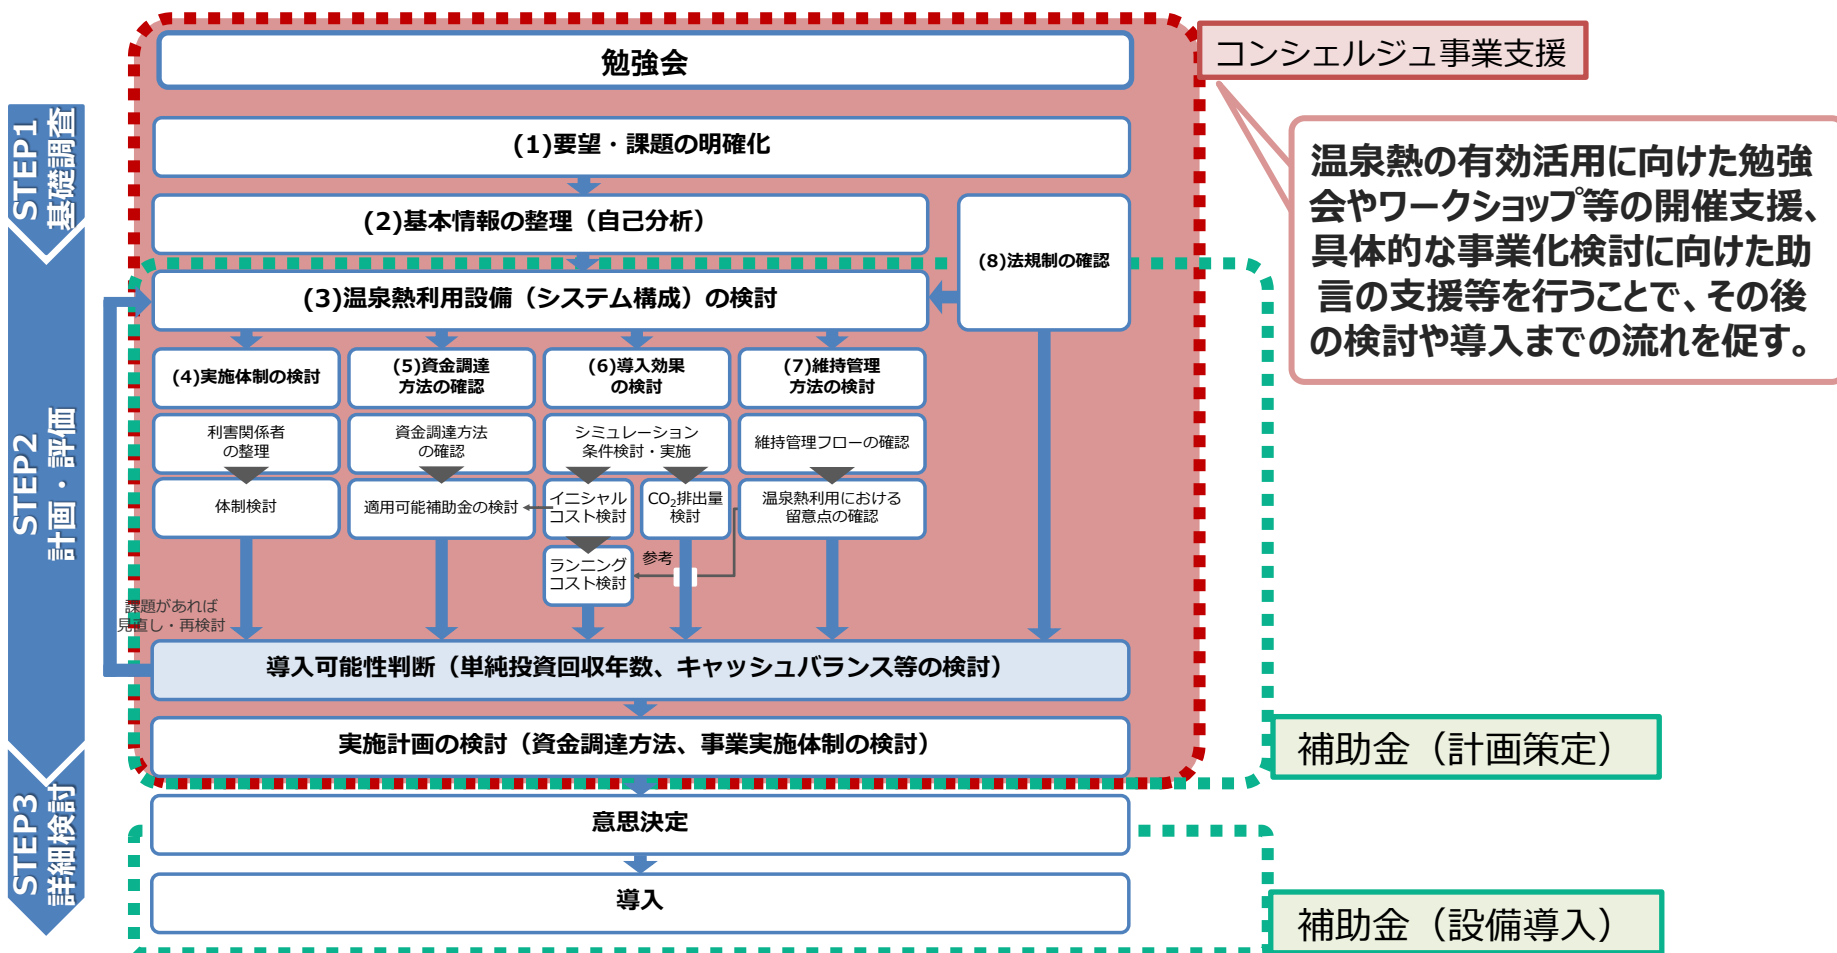 勉強会
コンシェルジュ事業支援
温泉熱の有効活用に向けた勉強
会やワークショップ等の開催支援、
具体的な事業化検討に向けた助
言の支援等を行うことで、その後
の検討や導入までの流れを促す。
STEP1
基礎調査
(1)要望・課題の明確化
(2)基本情報の整理（自己分析）
(8)法規制の確認
STEP2
計画・評価
(3)温泉熱利用設備（システム構成）の検討
(4)実施体制の検討
(5)資金調達
方法の確認
(6)導入効果
の検討
(7)維持管理
方法の検討
利害関係者
の整理
資金調達方法
の確認
シミュレーション
条件検討・実施
維持管理フローの確認
体制検討
適用可能補助金の検討
イニシャル
コスト検討
CO₂排出量
検討
温泉熱利用における
留意点の確認
ランニング
コスト検討
参考
課題があれば
見直し・再検討
導入可能性判断（単純投資回収年数、キャッシュバランス等の検討）
実施計画の検討（資金調達方法、事業実施体制の検討）
補助金（計画策定）
STEP3
詳細検討
意思決定
導入
補助金（設備導入）